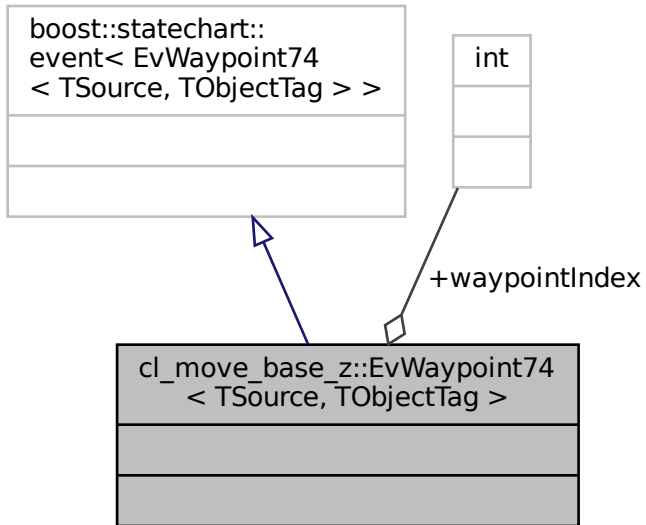 boost::statechart::
event< EvWaypoint74
< TSource, TObjectTag > >
int
+waypointIndex
cl_move_base_z::EvWaypoint74
< TSource, TObjectTag >